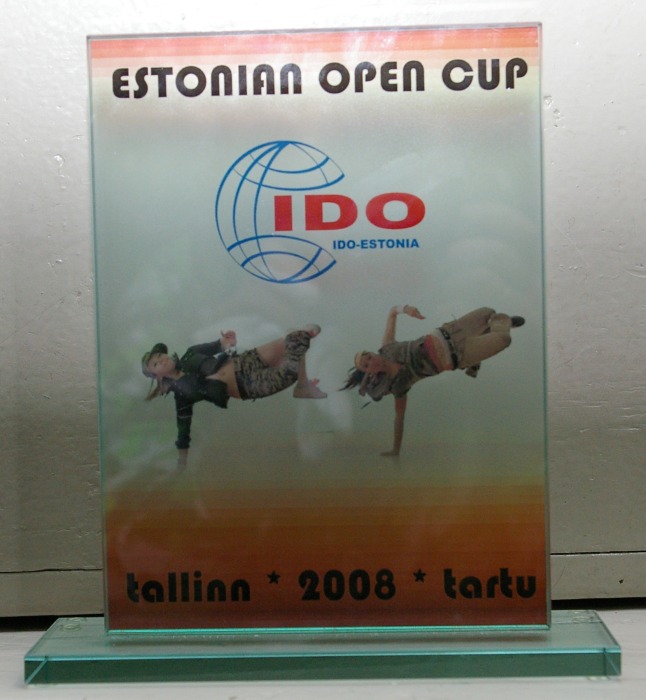 ESTONIAN OPEN CUP
IDO
IDO-ESTONIA
tallinn * 2008 * tartu